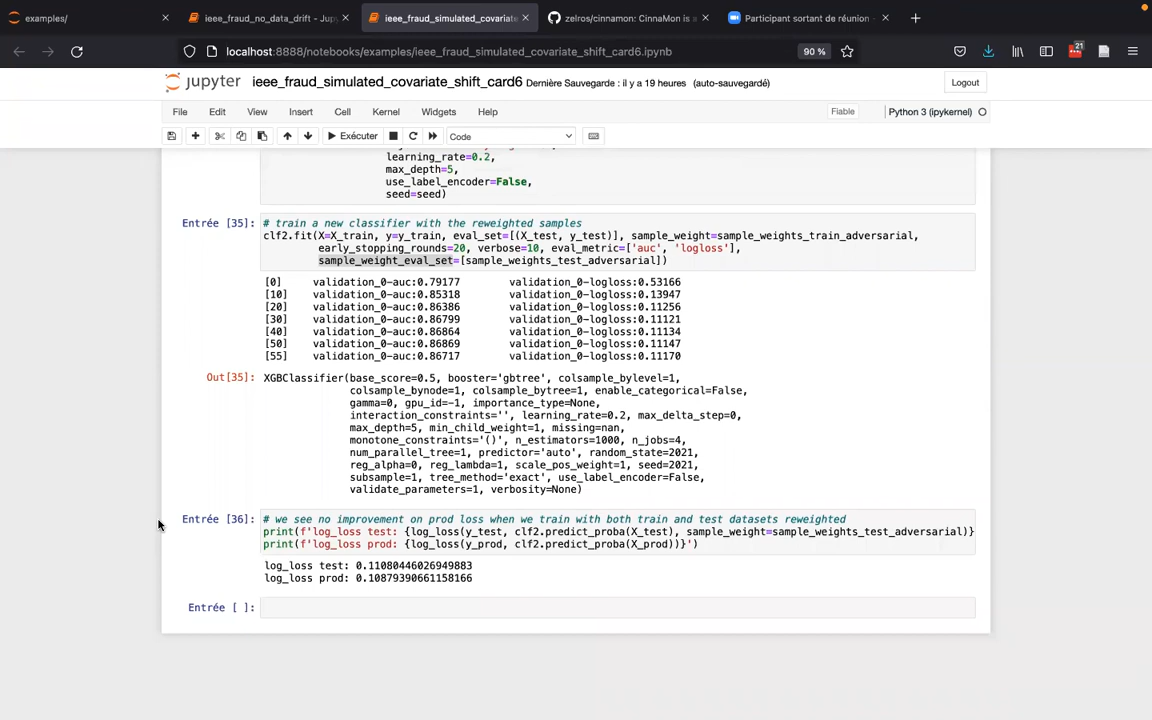 examples/
ieee_fraud_no_data_drift - Jup
ieee_fraud_simulated_covariate
zelros/cinnamon: CinnaMon is a
Participant sortant de réunion -
localhost:8888/notebooks/examples/ieee_fraud_simulated_covariate_shift_card6.ipynb
90 %
21
jupyter ieee_fraud_simulated_covariate_shift_card6 Dernière Sauvegarde : il y a 19 heures (auto-sauvegardé)
Logout
File Edit View Insert Cell Kernel Widgets Help
Fiable
Python 3 (ipykernel)
Exécuter
Code
learning_rate=0.2,
max_depth=5,
use_label_encoder=False,
seed=seed)
Entrée [35]: # train a new classifier with the reweighted samples
clf2.fit(X=X_train, y=y_train, eval_set=[(X_test, y_test)], sample_weight=sample_weights_train_adversarial,
early_stopping_rounds=20, verbose=10, eval_metric=['auc', 'logloss'],
sample_weight_eval_set=[sample_weights_test_adversarial])
[0] validation_0-auc:0.79177 validation_0-logloss:0.53166
[10] validation_0-auc:0.85318 validation_0-logloss:0.13947
[20] validation_0-auc:0.86386 validation_0-logloss:0.11256
[30] validation_0-auc:0.86799 validation_0-logloss:0.11121
[40] validation_0-auc:0.86864 validation_0-logloss:0.11134
[50] validation_0-auc:0.86869 validation_0-logloss:0.11147
[55] validation_0-auc:0.86717 validation_0-logloss:0.11170
Out[35]: XGBClassifier(base_score=0.5, booster='gbtree', colsample_bylevel=1,
colsample_bynode=1, colsample_bytree=1, enable_categorical=False,
gamma=0, gpu_id=-1, importance_type=None,
interaction_constraints='', learning_rate=0.2, max_delta_step=0,
max_depth=5, min_child_weight=1, missing=nan,
monotone_constraints='()', n_estimators=1000, n_jobs=4,
num_parallel_tree=1, predictor='auto', random_state=2021,
reg_alpha=0, reg_lambda=1, scale_pos_weight=1, seed=2021,
subsample=1, tree_method='exact', use_label_encoder=False,
validate_parameters=1, verbosity=None)
Entrée [36]: # we see no improvement on prod loss when we train with both train and test datasets reweighted
print(f'log_loss test: {log_loss(y_test, clf2.predict_proba(X_test), sample_weight=sample_weights_test_adversarial)}
print(f'log_loss prod: {log_loss(y_prod, clf2.predict_proba(X_prod))}')
log_loss test: 0.11080446026949883
log_loss prod: 0.10879390661158166
Entrée [ ]: